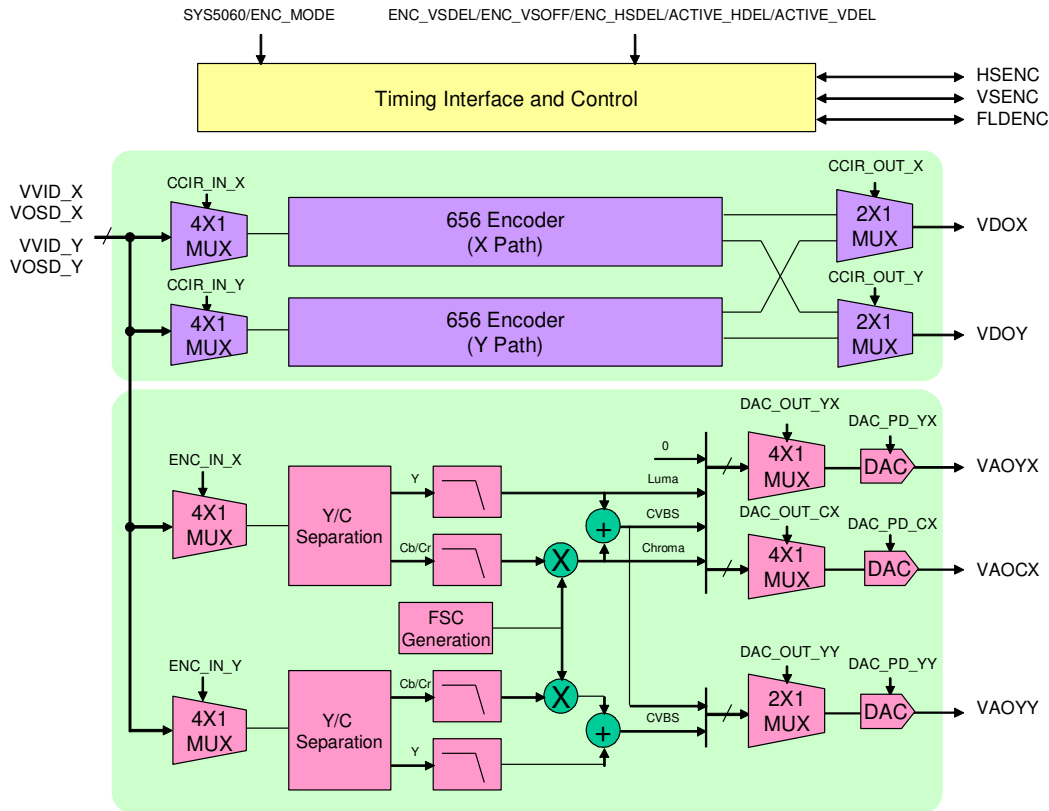 SYS5060/ENC_MODE
ENC_VSDEL/ENC_VSOFF/ENC_HSDEL/ACTIVE_HDEL/ACTIVE_VDEL
Timing Interface and Control
HSENC
VSENC
FLDENC
VVID_X
VOSD_X
VVID_Y
VOSD_Y
CCIR_IN_X
4X1
MUX
656 Encoder
(X Path)
CCIR_OUT_X
2X1
MUX
VDOX
CCIR_IN_Y
4X1
MUX
656 Encoder
(Y Path)
CCIR_OUT_Y
2X1
MUX
VDOY
ENC_IN_X
4X1
MUX
Y/C
Separation
Y
Cb/Cr
X
+
0
Luma
CVBS
Chroma
DAC_OUT_YX
4X1
MUX
DAC_PD_YX
DAC
VAOYX
DAC_OUT_CX
4X1
MUX
DAC_PD_CX
DAC
VAOCX
FSC
Generation
ENC_IN_Y
4X1
MUX
Y/C
Separation
Cb/Cr
Y
X
+
CVBS
DAC_OUT_YY
2X1
MUX
DAC_PD_YY
DAC
VAOYY